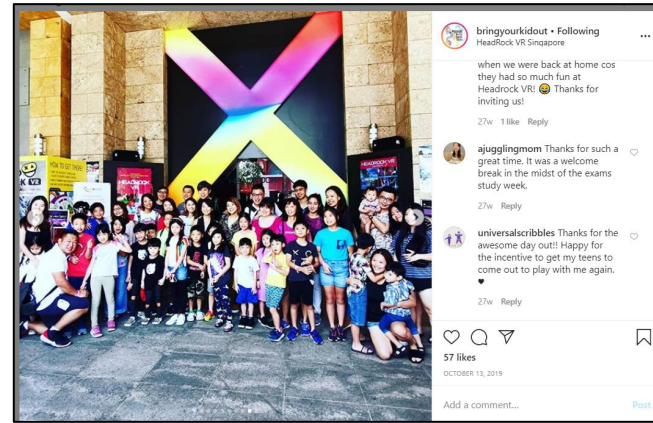 bringyourkidout • Following
HeadRock VR Singapore
when we were back at home cos
they had so much fun at
Headrock VR! 😂 Thanks for
inviting us!
27w 1 like Reply
ajugglingmom Thanks for such a
great time. It was a welcome
break in the midst of the exams
study week.
27w Reply
universalscribbles Thanks for the
awesome day out!! Happy for
the incentive to get my teens to
come out to play with me again.
♥
27w Reply
57 likes
OCTOBER 13, 2019
Add a comment...
Post
HOW TO GET THERE?
VR
HEADROCK VR
HEADROCK VR